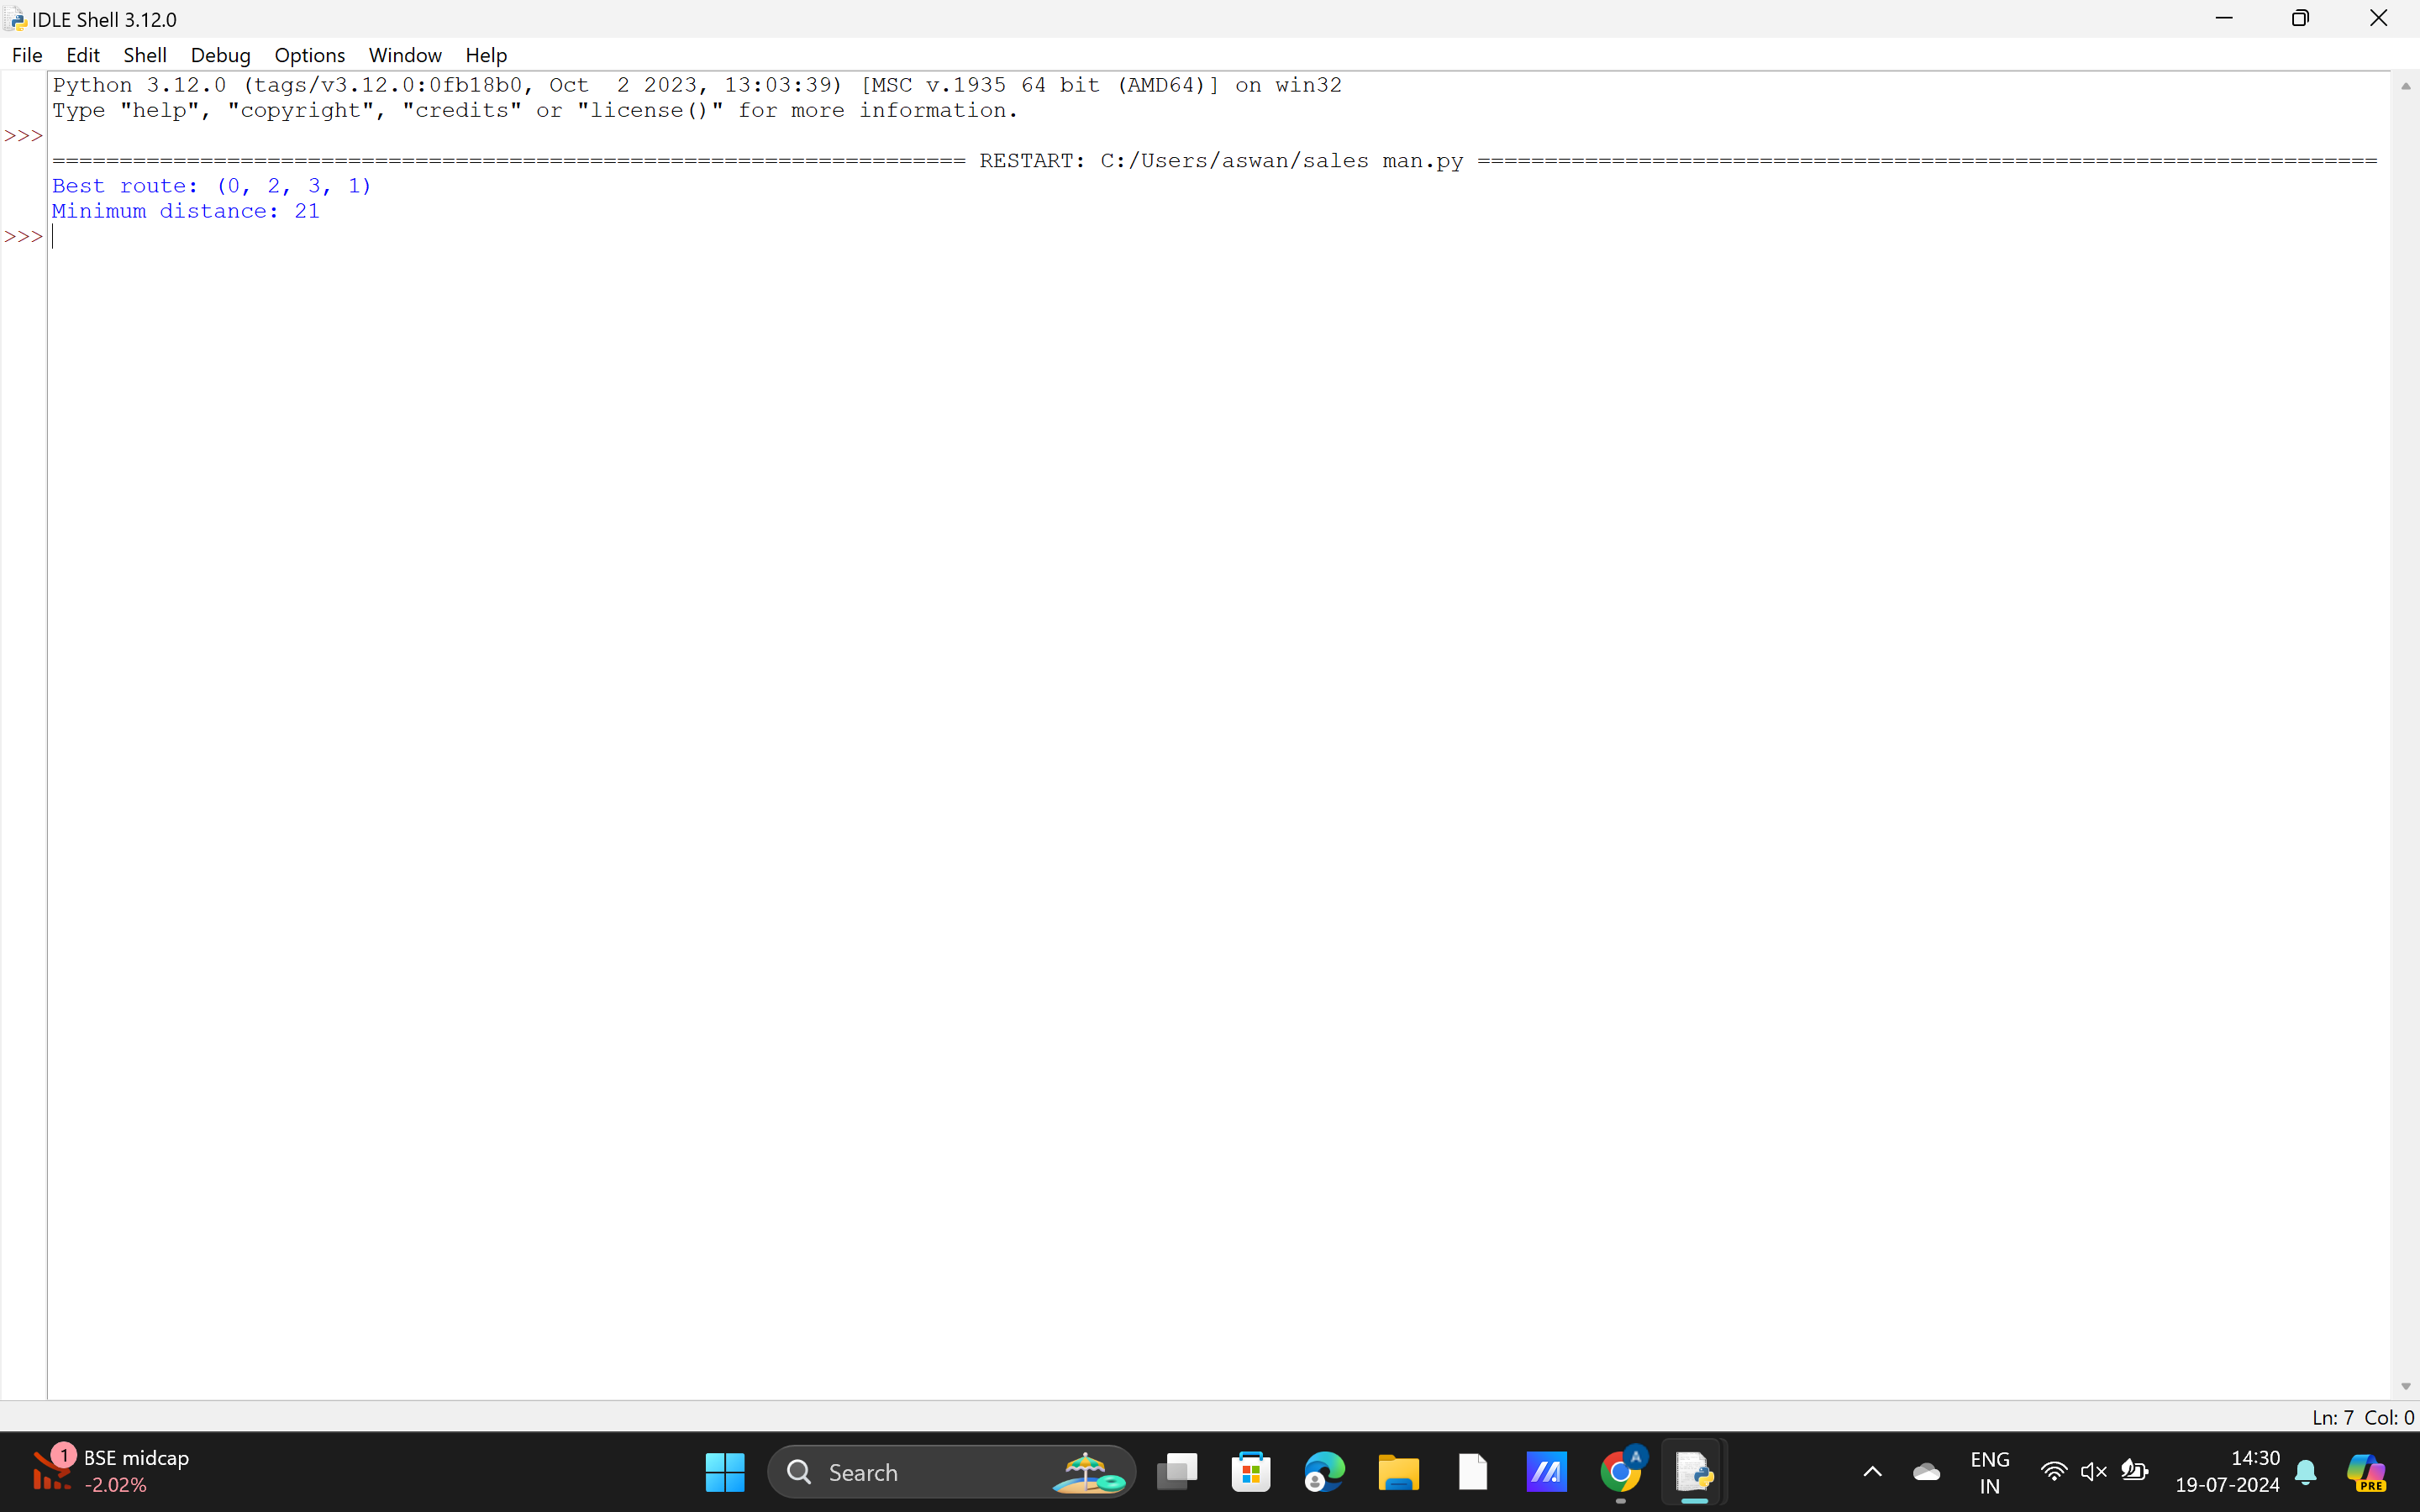 IDLE Shell 3.12.0
File Edit Shell Debug Options Window Help
Python 3.12.0 (tags/v3.12.0:0fb18b0, Oct  2 2023, 13:03:39) [MSC v.1935 64 bit (AMD64)] on win32
Type "help", "copyright", "credits" or "license()" for more information.
>>>
==================================================================== RESTART: C:/Users/aswan/sales man.py ===================================================================
Best route: (0, 2, 3, 1)
Minimum distance: 21
>>>
Ln: 7 Col: 0
1 BSE midcap
-2.02%
Search
A
ENG
IN
14:30
19-07-2024
PRE